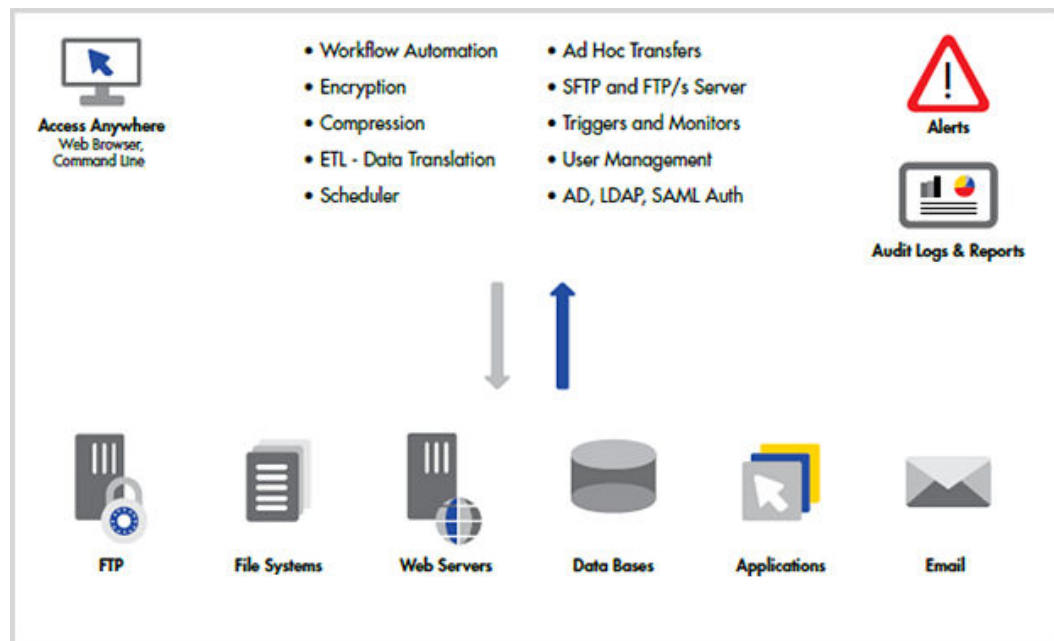 Access Anywhere
Web Browser,
Command Line
• Workflow Automation
• Encryption
• Compression
• ETL - Data Translation
• Scheduler
• Ad Hoc Transfers
• SFTP and FTP/s Server
• Triggers and Monitors
• User Management
• AD, LDAP, SAML Auth
!
Alerts
Audit Logs & Reports
FTP
File Systems
Web Servers
Data Bases
Applications
Email